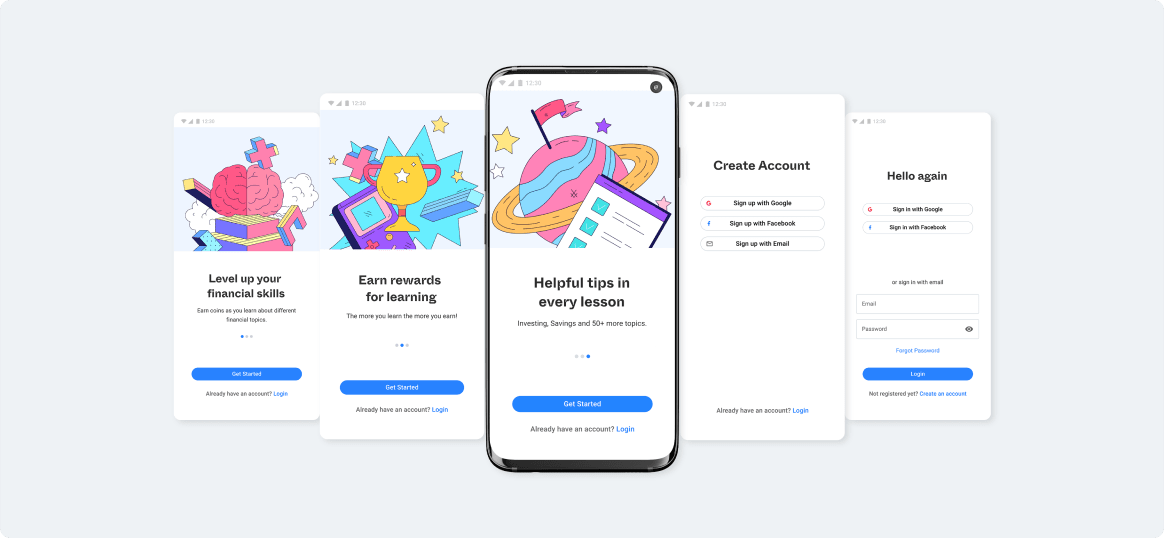 12:30
Level up your
financial skills
Earn coins as you learn about different
financial topics.
Get Started
Already have an account? Login
12:30
Earn rewards
for learning
The more you learn the more you earn!
Get Started
Already have an account? Login
12:30
Helpful tips in
every lesson
Investing, Savings and 50+ more topics.
Get Started
Already have an account? Login
12:30
Create Account
Sign up with Google
Sign up with Facebook
Sign up with Email
Already have an account? Login
12:30
Hello again
Sign in with Google
Sign in with Facebook
or sign in with email
Email
Password
Forgot Password
Login
Not registered yet? Create an account